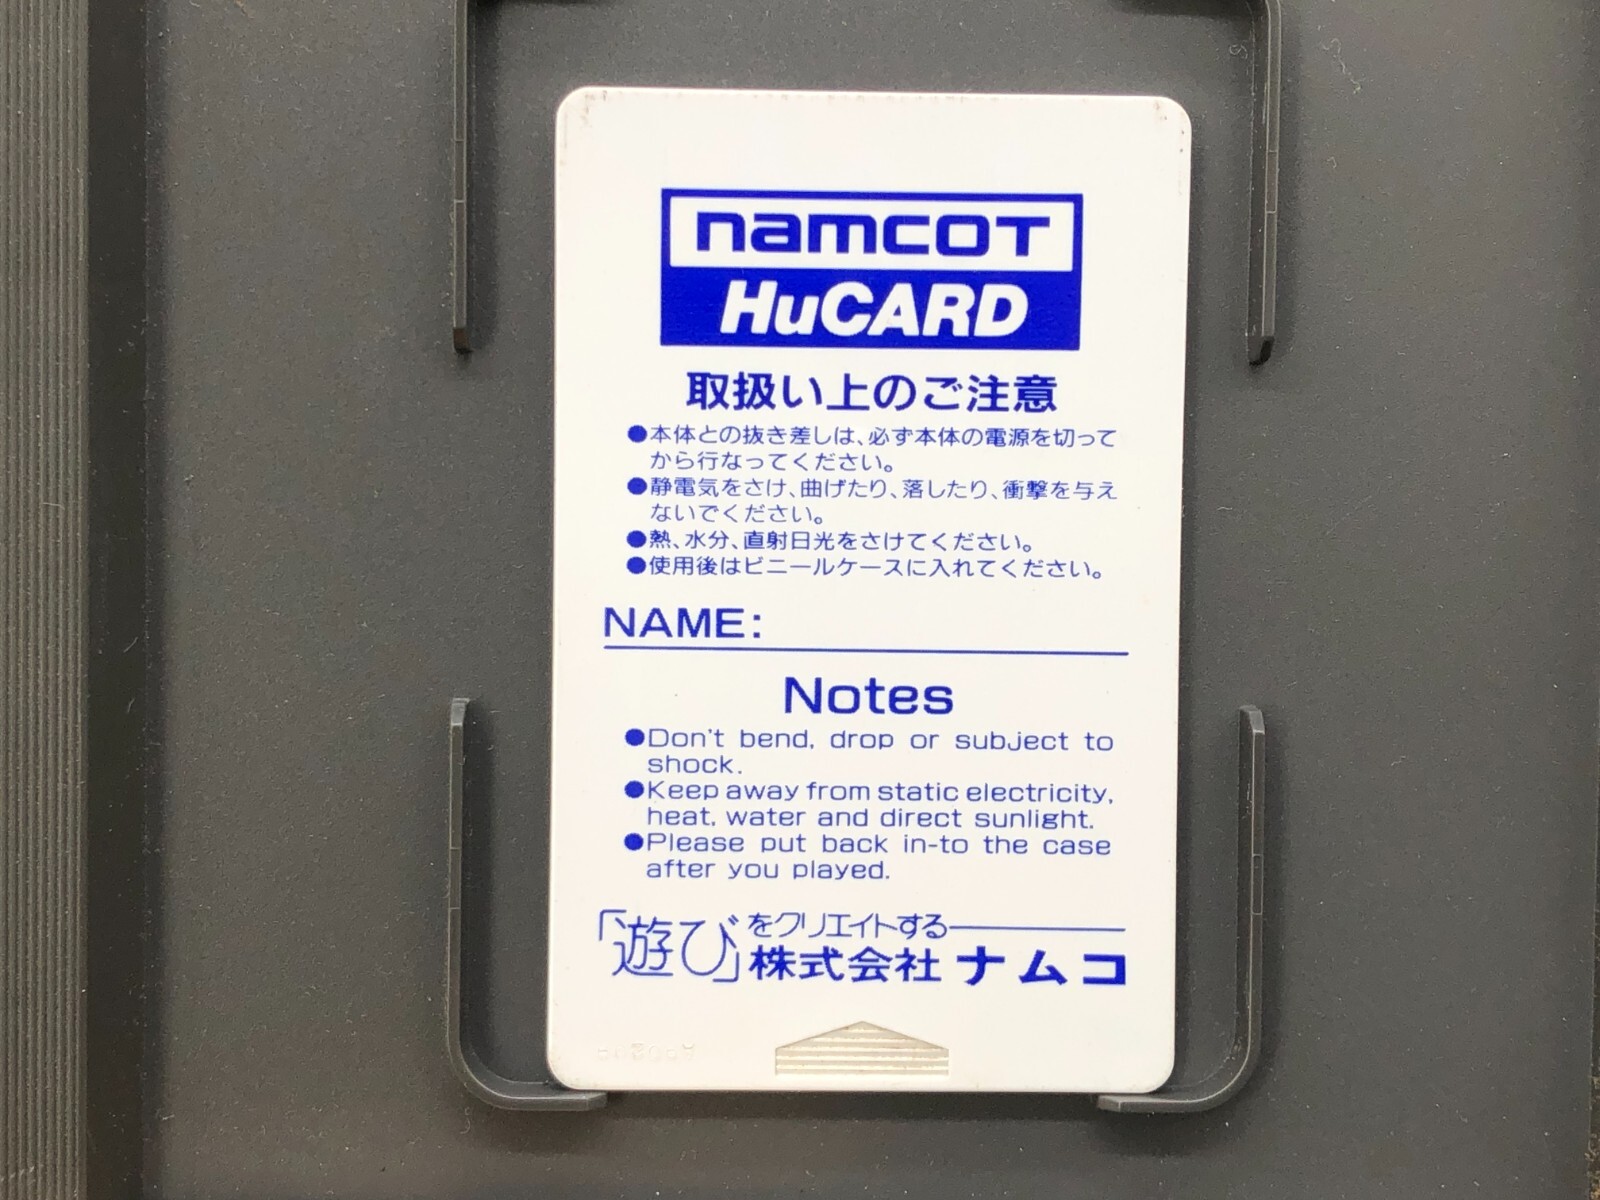 namcoT
HuCARD
取扱い上のご注意
●本体との抜き差しは、必ず本体の電源を切って
から行なってください。
●静電気をさけ、曲げたり、落したり、衝撃を与え
ないでください。
●熱、水分、直射日光をさけてください。
●使用後はビニールケースに入れてください。
NAME:
Notes
●Don't bend, drop or subject to
shock.
●Keep away from static electricity,
heat, water and direct sunlight.
●Please put back in-to the case
after you played.
「遊び」をクリエイトする
株式会社ナムコ